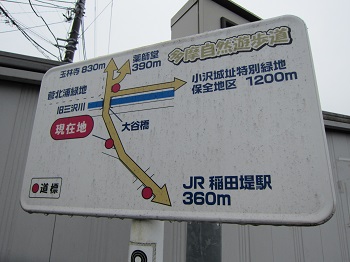 多摩自然遊歩道
玉林寺 830m
薬師堂
390m
菅北浦緑地
小沢城址特別緑地
保全地区 1200m
旧三沢川
現在地
大谷橋
JR 稲田堤駅
360m
道標